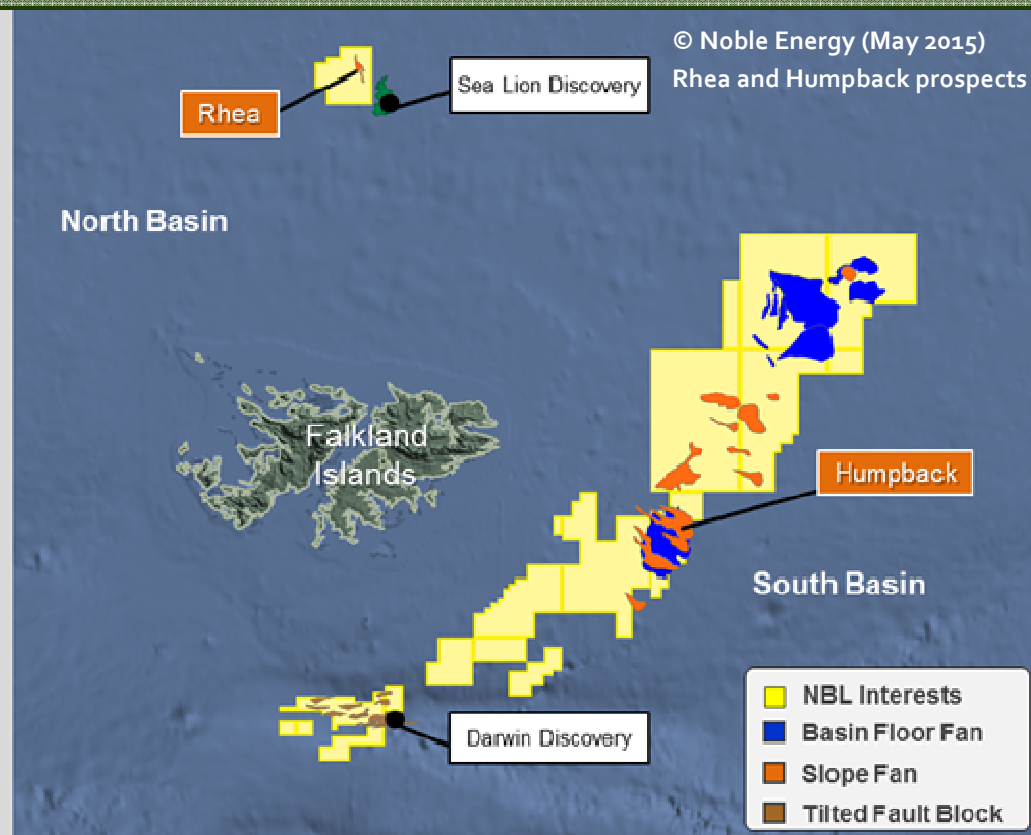 © Noble Energy (May 2015)
Rhea and Humpback prospects
Sea Lion Discovery
Rhea
North Basin
Falkland
Islands
Humpback
South Basin
Darwin Discovery
NBL Interests
Basin Floor Fan
Slope Fan
Tilted Fault Block